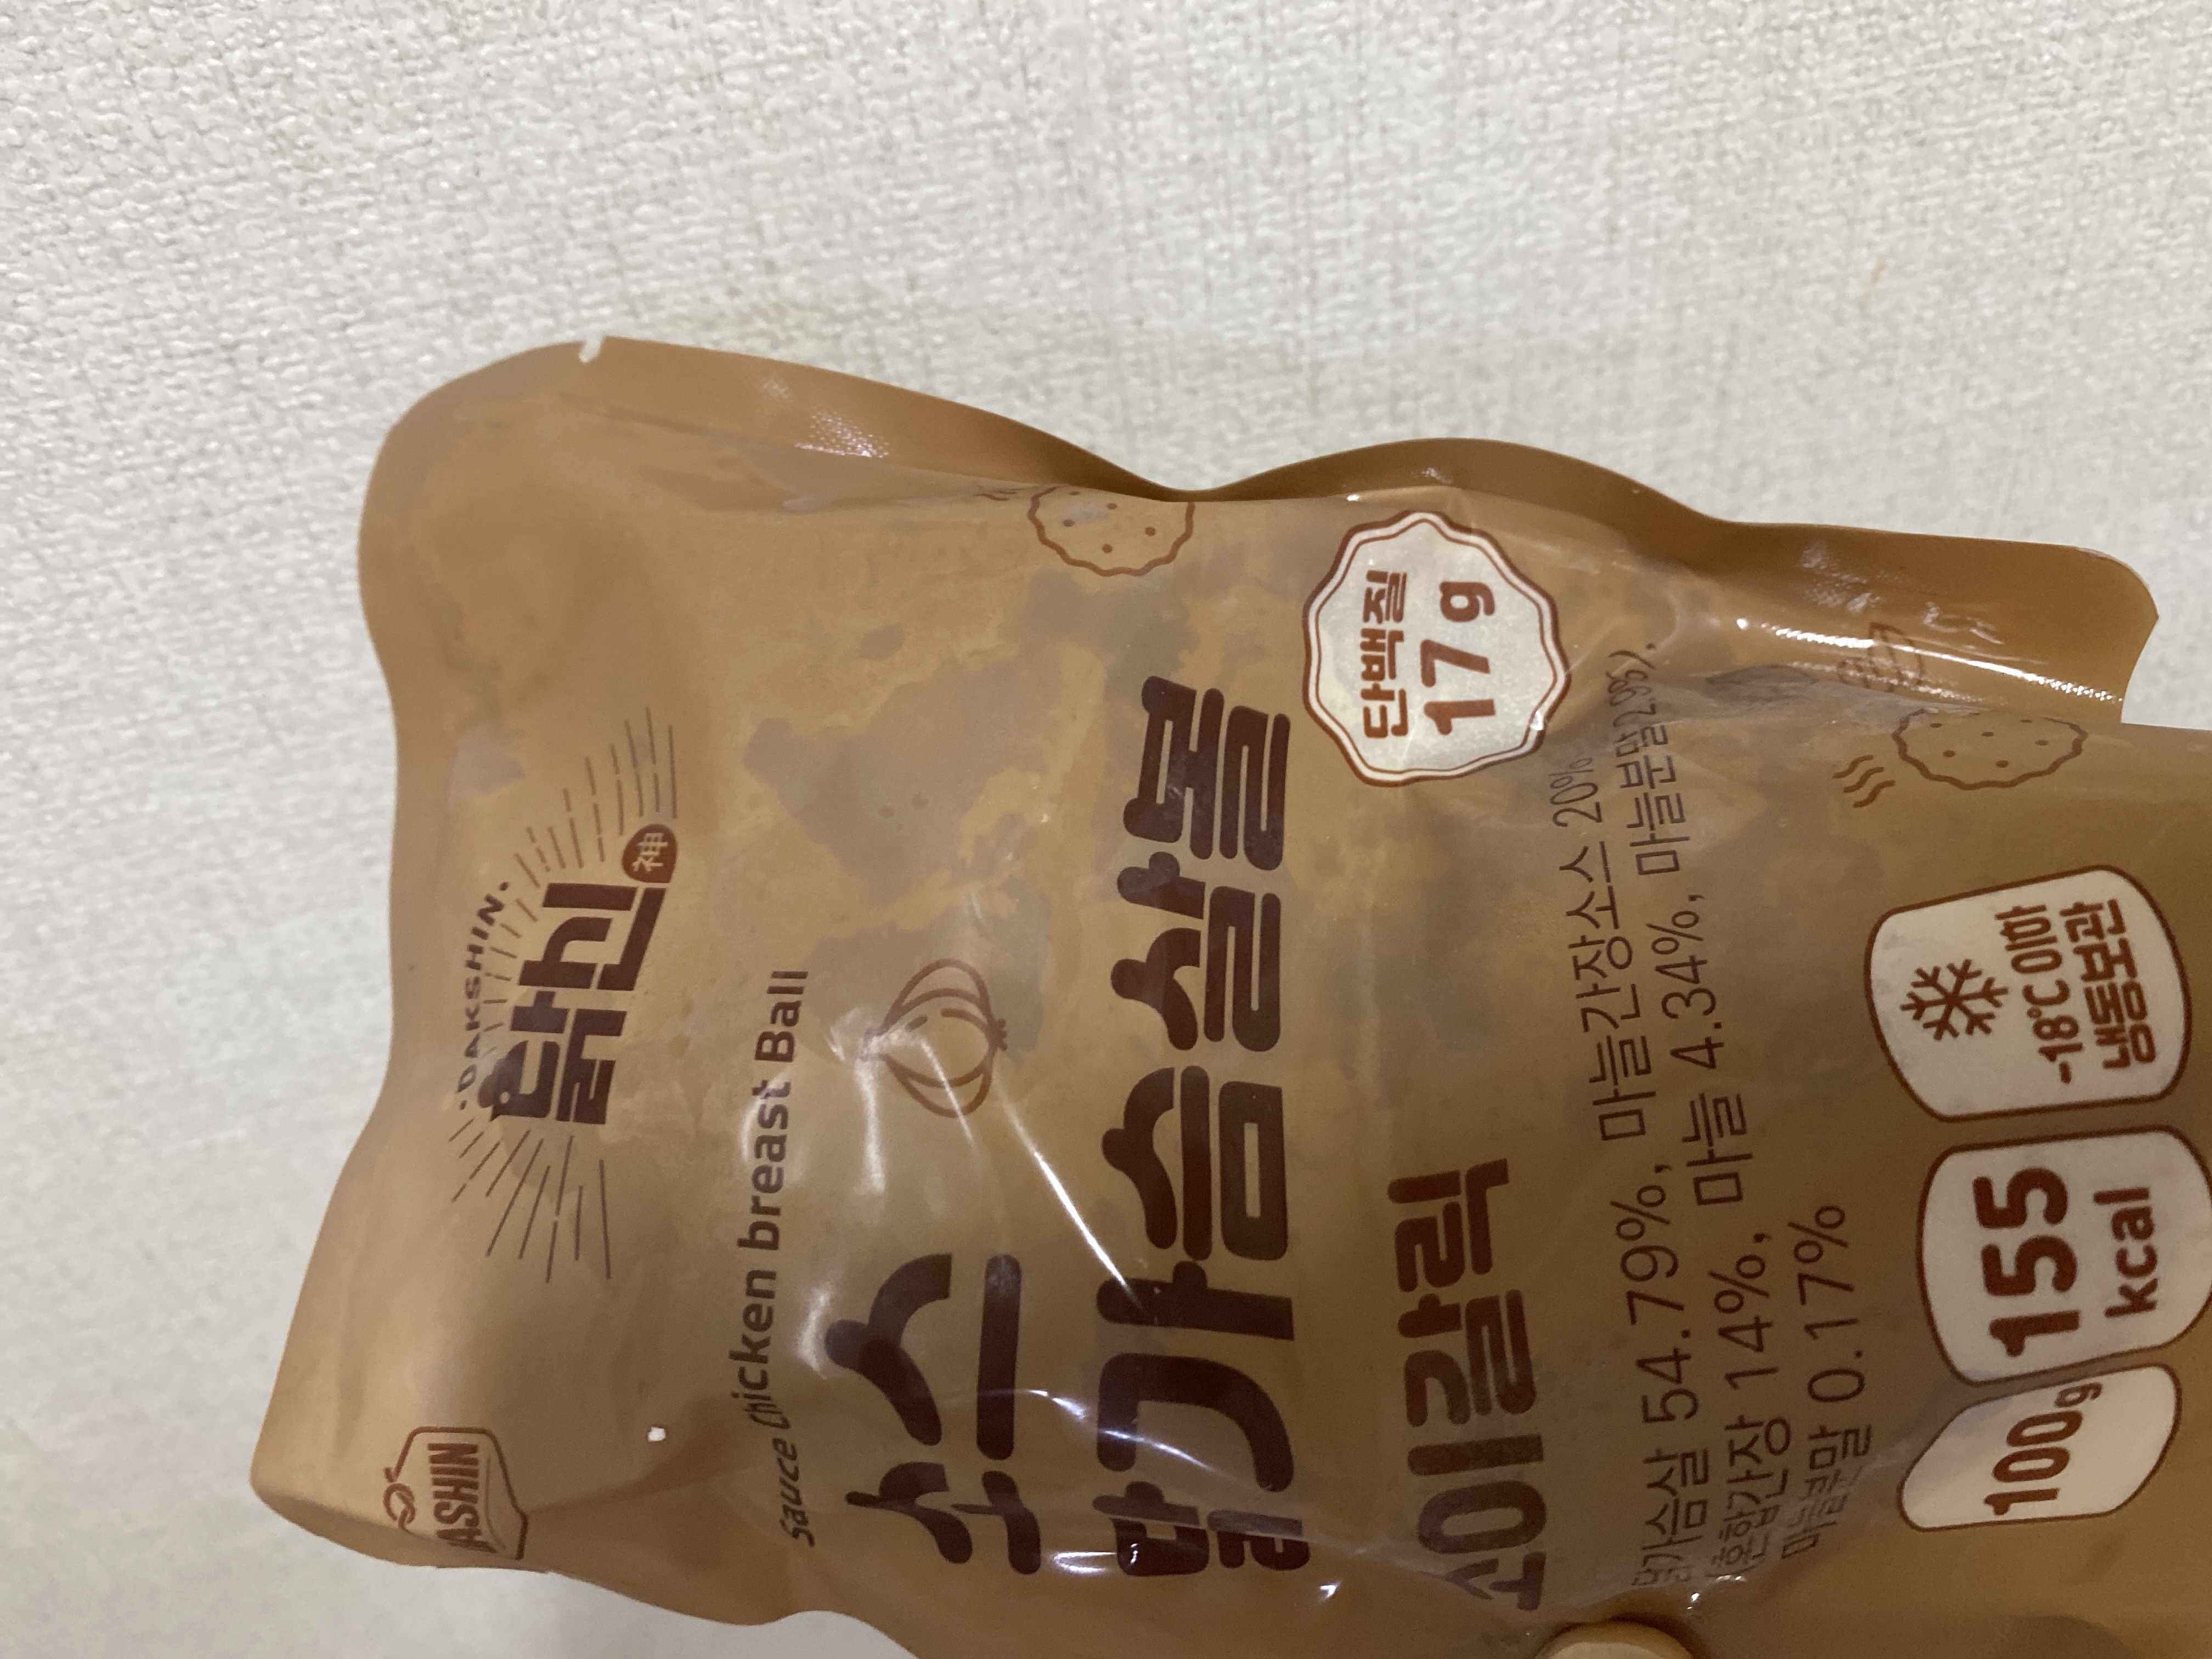 ASHIN
·DAKSHIN·
닭신
神
Sauce Chicken breast Ball
소스
닭가슴살볼
소이갈릭
단백질
17g
닭가슴살 54.79%, 마늘간장소스 20%
(혼합간장 14%, 마늘 4.34%, 마늘분말2.9%),
마늘분말 0.17%
100g
155
kcal
-18℃ 이하
냉동보관